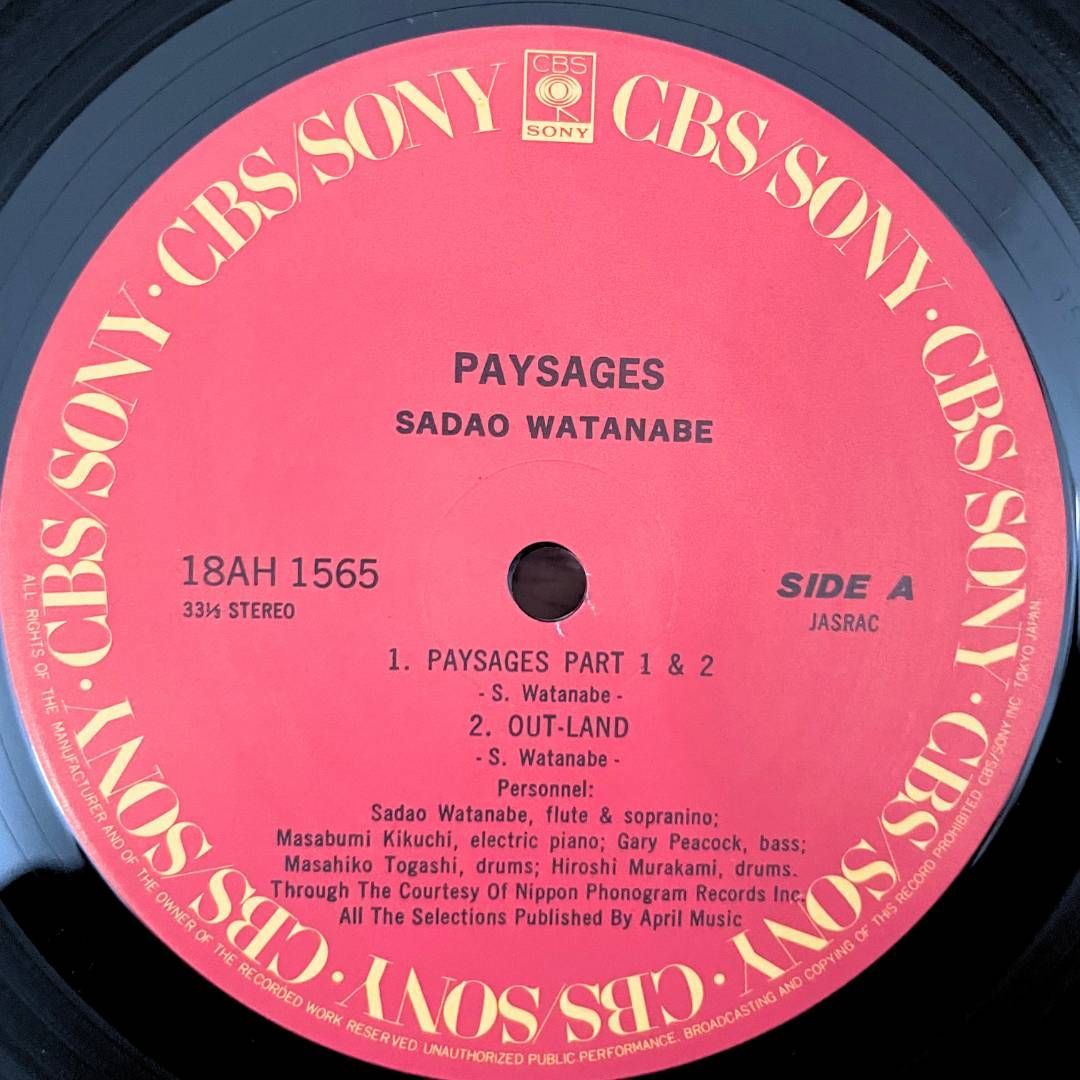 CBS
SONY
CBS/SONY · CBS/SONY · CBS/SONY · CBS/SONY · CBS/SONY · CBS/SONY · CBS/SONY · CBS/SONY
PAYSAGES
SADAO WATANABE
18AH 1565
33⅓ STEREO
SIDE A
JASRAC
1. PAYSAGES PART 1 & 2
- S. Watanabe -
2. OUT-LAND
- S. Watanabe -
Personnel:
Sadao Watanabe, flute & sopranino;
Masabumi Kikuchi, electric piano; Gary Peacock, bass;
Masahiko Togashi, drums; Hiroshi Murakami, drums.
Through The Courtesy Of Nippon Phonogram Records Inc.
All The Selections Published By April Music
ALL RIGHTS OF THE MANUFACTURER AND OF THE OWNER OF THE RECORDED WORK RESERVED. UNAUTHORIZED PUBLIC PERFORMANCE, BROADCASTING AND COPYING OF THIS RECORD PROHIBITED CBS/SONY INC. TOKYO JAPAN